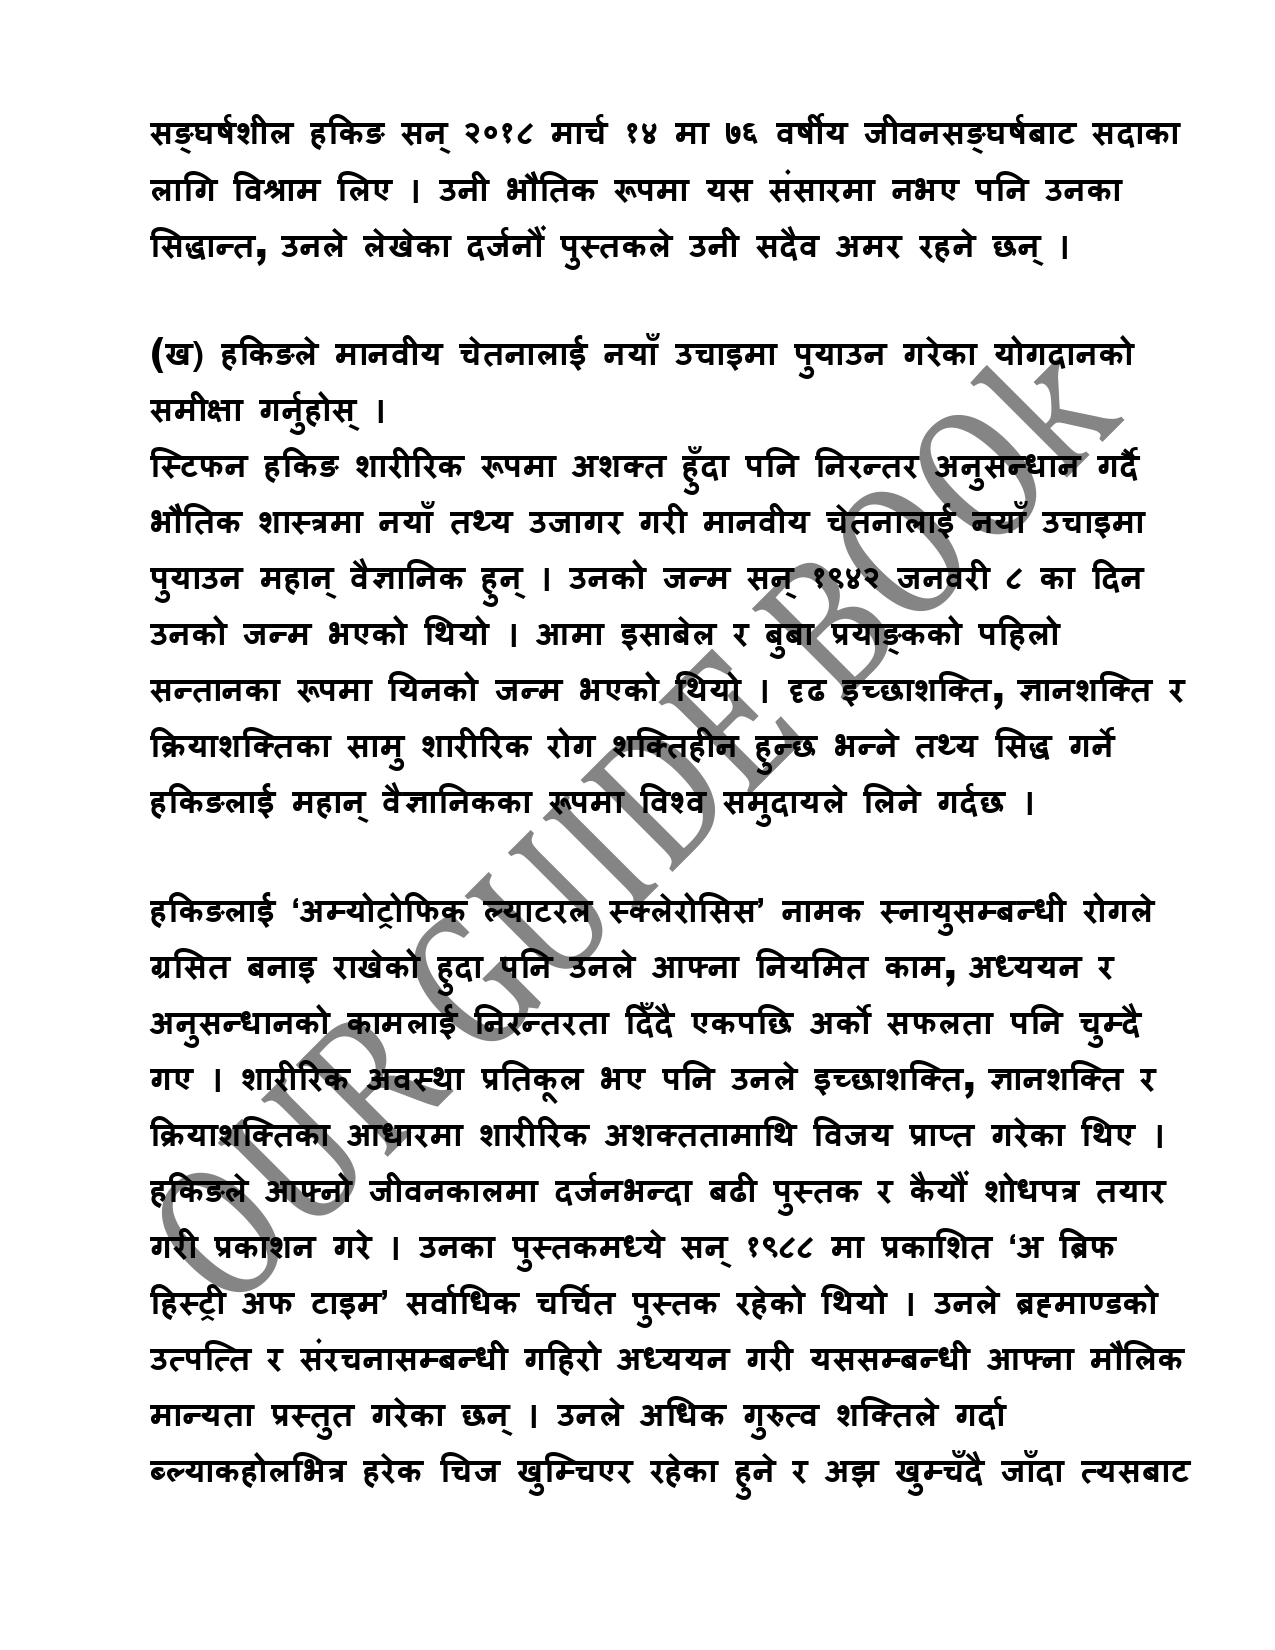 सङ्घर्षशील हकिङ सन् २०१८ मार्च १४ मा ७६ वर्षीय जीवनसङ्घर्षबाट सदाका
लागि विश्राम लिए । उनी भौतिक रूपमा यस संसारमा नभए पनि उनका
सिद्धान्त, उनले लेखेका दर्जनौं पुस्तकले उनी सदैव अमर रहने छन् ।
(ख) हकिङले मानवीय चेतनालाई नयाँ उचाइमा पुयाउन गरेका योगदानको
समीक्षा गर्नुहोस् ।
स्टिफन हकिङ शारीरिक रूपमा अशक्त हुँदा पनि निरन्तर अनुसन्धान गर्दै
भौतिक शास्त्रमा नयाँ तथ्य उजागर गरी मानवीय चेतनालाई नयाँ उचाइमा
पुयाउन महान् वैज्ञानिक हुन् । उनको जन्म सन् १९४२ जनवरी ८ का दिन
उनको जन्म भएको थियो । आमा इसाबेल र बुबा प्रयाङ्कको पहिलो
सन्तानका रूपमा यिनको जन्म भएको थियो । दृढ इच्छाशक्ति, ज्ञानशक्ति र
क्रियाशक्तिका सामु शारीरिक रोग शक्तिहीन हुन्छ भन्ने तथ्य सिद्ध गर्ने
हकिङलाई महान् वैज्ञानिकका रूपमा विश्व समुदायले लिने गर्दछ ।
हकिङलाई ‘अम्योट्रोफिक ल्याटरल स्क्लेरोसिस’ नामक स्नायुसम्बन्धी रोगले
ग्रसित बनाइ राखेको हुदा पनि उनले आफ्ना नियमित काम, अध्ययन र
अनुसन्धानको कामलाई निरन्तरता दिँदै एकपछि अर्को सफलता पनि चुम्दै
गए । शारीरिक अवस्था प्रतिकूल भए पनि उनले इच्छाशक्ति, ज्ञानशक्ति र
क्रियाशक्तिका आधारमा शारीरिक अशक्ततामाथि विजय प्राप्त गरेका थिए ।
हकिङले आफ्नो जीवनकालमा दर्जनभन्दा बढी पुस्तक र कैयौं शोधपत्र तयार
गरी प्रकाशन गरे । उनका पुस्तकमध्ये सन् १९८८ मा प्रकाशित ‘अ ब्रिफ
हिस्ट्री अफ टाइम’ सर्वाधिक चर्चित पुस्तक रहेको थियो । उनले ब्रह्माण्डको
उत्पत्ति र संरचनासम्बन्धी गहिरो अध्ययन गरी यससम्बन्धी आफ्ना मौलिक
मान्यता प्रस्तुत गरेका छन् । उनले अधिक गुरुत्व शक्तिले गर्दा
ब्ल्याकहोलभित्र हरेक चिज खुम्चिएर रहेका हुने र अझ खुम्चँदै जाँदा त्यसबाट
OUR GUIDE BOOk